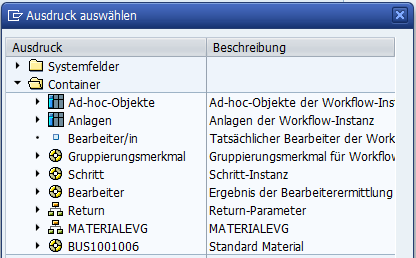 Ausdruck auswählen
Ausdruck Beschreibung
Systemfelder
Container
Ad-hoc-Objekte Ad-hoc-Objekte der Workflow-Ins
Anlagen Anlagen der Workflow-Instanz
Bearbeiter/in Tatsächlicher Bearbeiter der Work
Gruppierungsmerkmal Gruppierungsmerkmal für Workflow
Schritt Schritt-Instanz
Bearbeiter Ergebnis der Bearbeiterermittlung
Return Return-Parameter
MATERIALEVG MATERIALEVG
BUS1001006 Standard Material